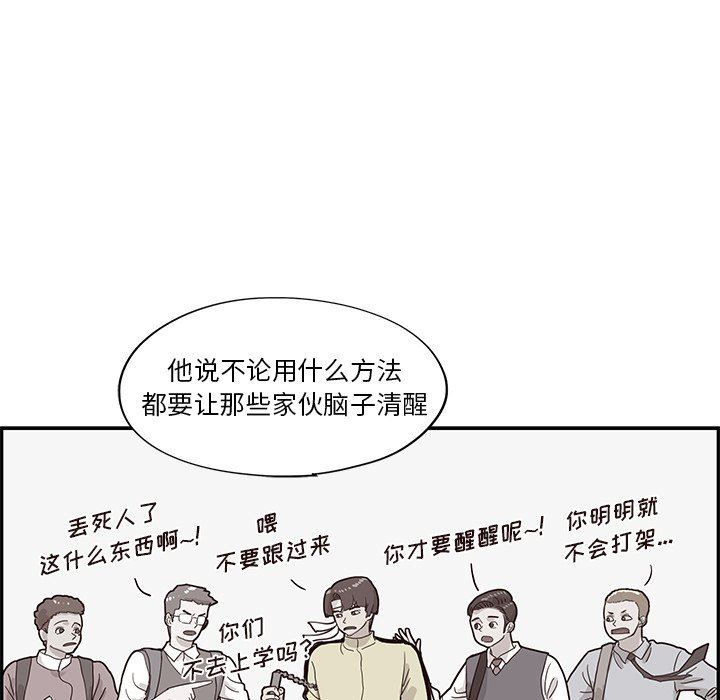 他说不论用什么方法
都要让那些家伙脑子清醒
丢死人了
这什么东西啊~!
喂
不要跟过来
你们
不去上学吗?
你才要醒醒呢~!
你明明就
不会打架...